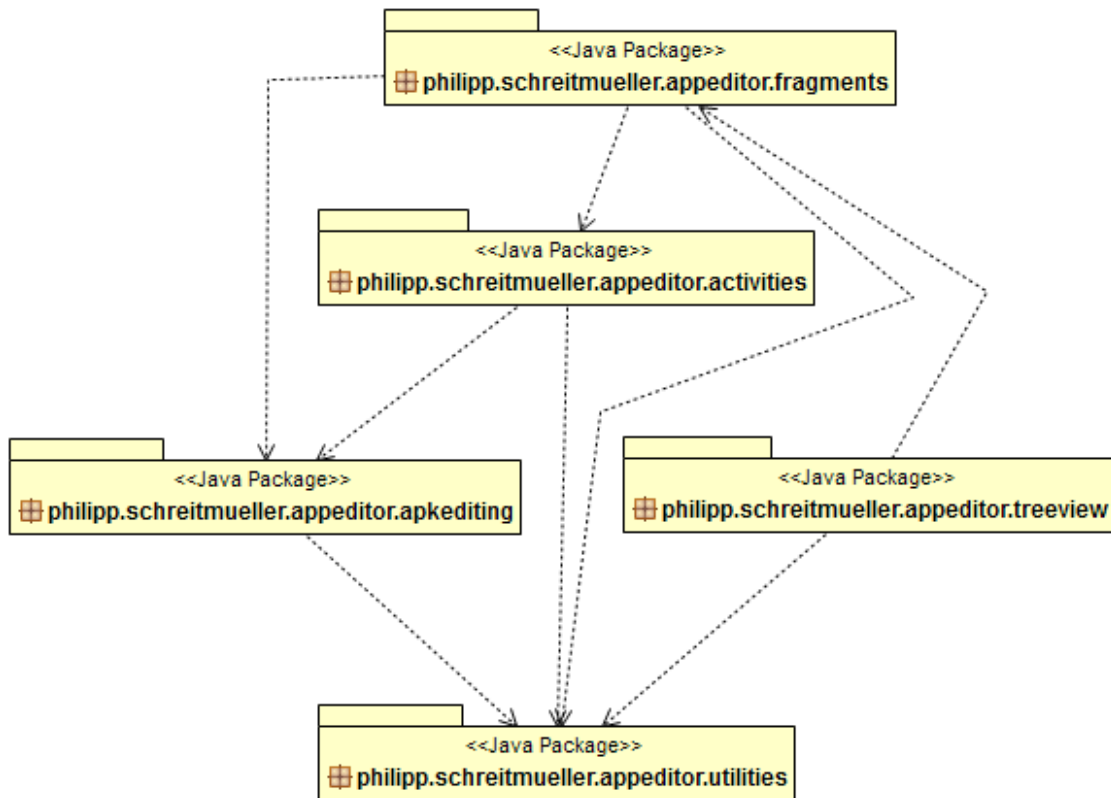 <<Java Package>>
philipp.schreitmueller.appeditor.fragments
<<Java Package>>
philipp.schreitmueller.appeditor.activities
<<Java Package>>
philipp.schreitmueller.appeditor.apkediting
<<Java Package>>
philipp.schreitmueller.appeditor.treeview
<<Java Package>>
philipp.schreitmueller.appeditor.utilities